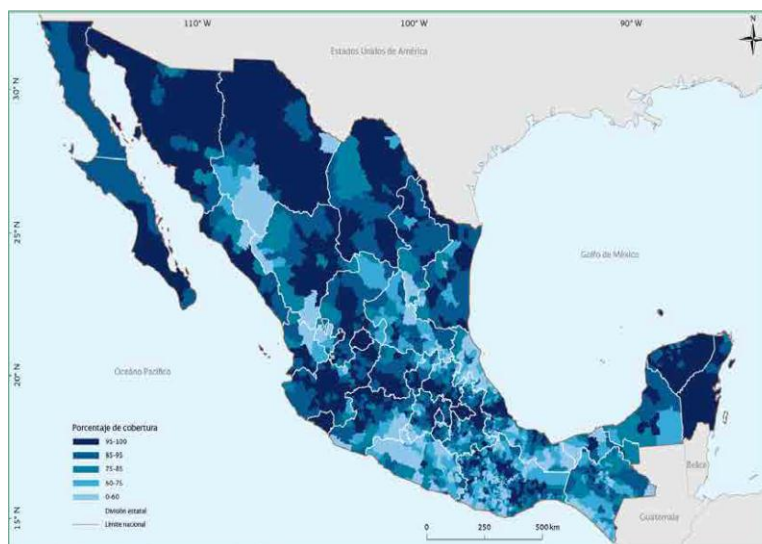 110° W
100° W
90° W
N
Estados Unidos de América
30° N
25° N
Golfo de México
20° N
Océano Pacífico
Porcentaje de cobertura
95-100
85-95
75-85
60-75
0-60
División estatal
Límite nacional
Belice
Guatemala
15° N
0 250 500 km